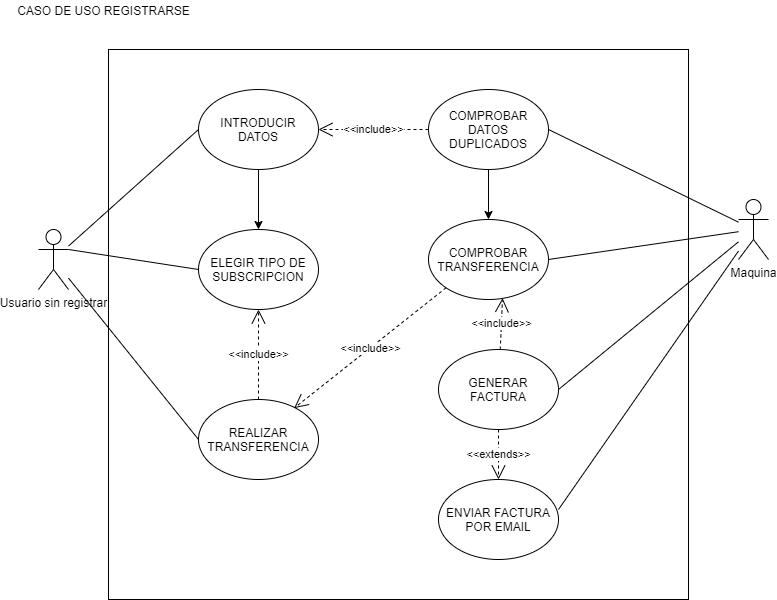 CASO DE USO REGISTRARSE
INTRODUCIR
DATOS
<<include>>
COMPROBAR
DATOS
DUPLICADOS
ELEGIR TIPO DE
SUBSCRIPCION
COMPROBAR
TRANSFERENCIA
Maquina
Usuario sin registrar
<<include>>
<<include>>
<<include>>
GENERAR
FACTURA
REALIZAR
TRANSFERENCIA
<<extends>>
ENVIAR FACTURA
POR EMAIL